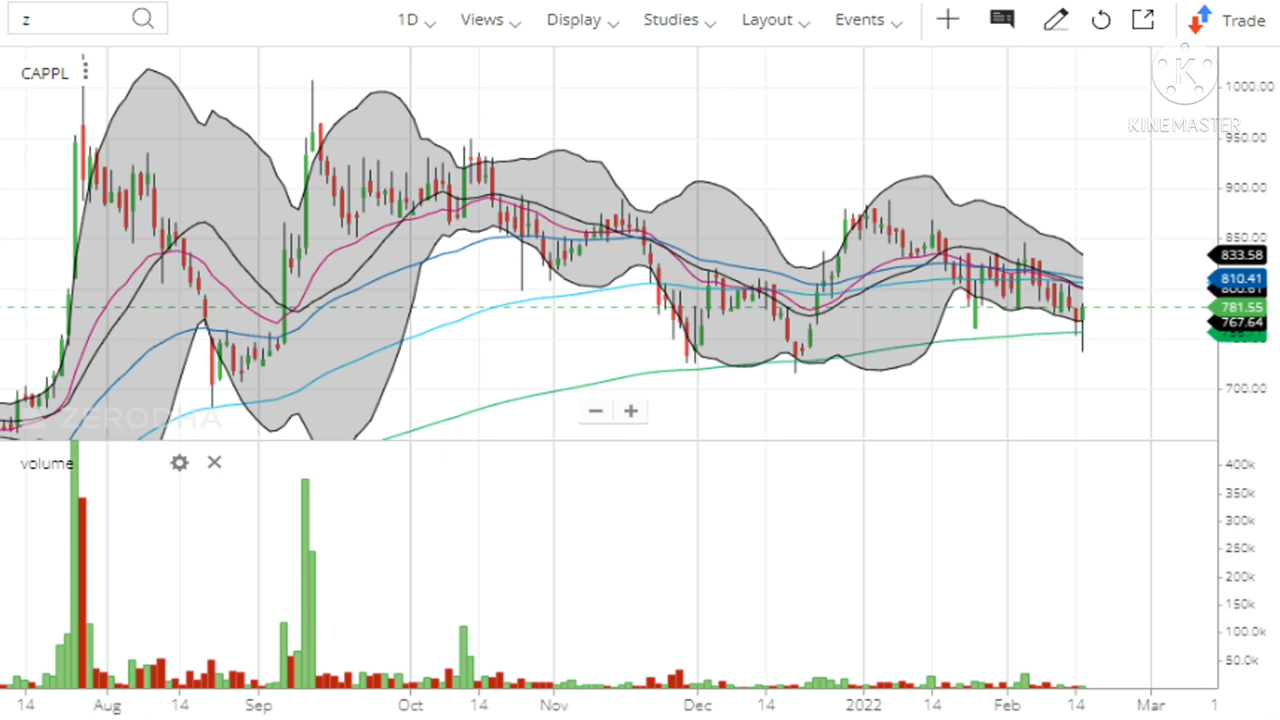 z
1D
Views
Display
Studies
Layout
Events
Trade
CAPPL
K
KINEMASTER
1000.00
950.00
900.00
850.00
833.58
810.41
781.55
767.64
700.00
ZERODHA
volume
400k
350k
300k
250k
200k
150k
100.0k
50.0k
14 Aug 14 Sep Oct 14 Nov Dec 14 2022 14 Feb 14 Mar 1